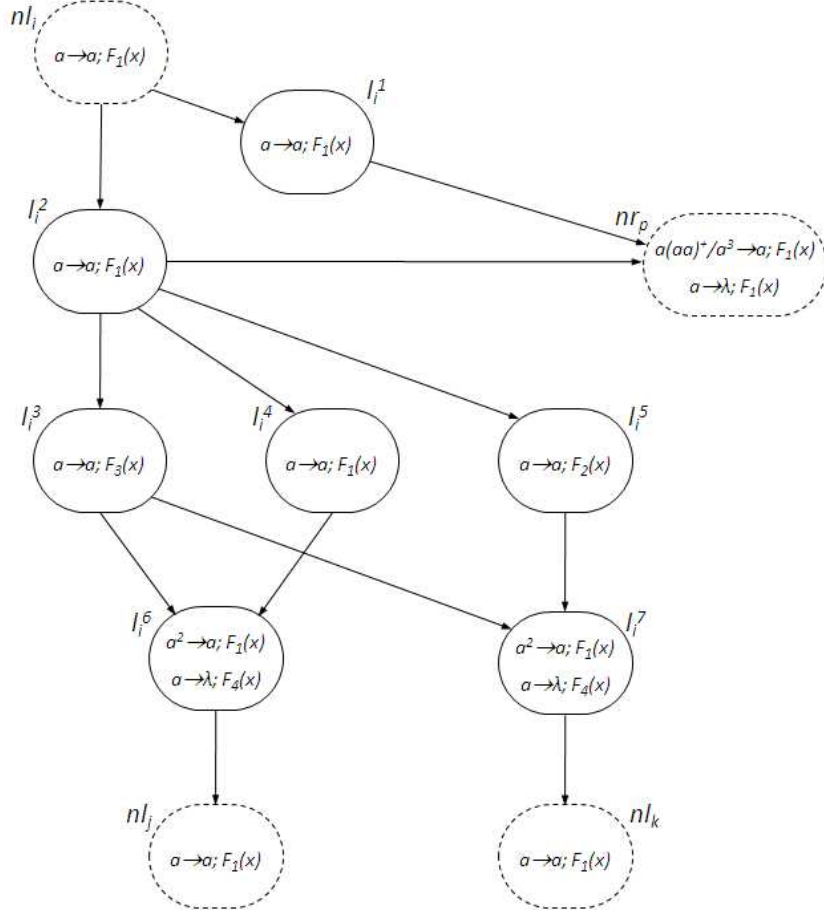 nl_i
a→a; F_1(x)
l_i^1
a→a; F_1(x)
l_i^2
a→a; F_1(x)
nr_p
a(aa)^+/a^3→a; F_1(x)
a→λ; F_1(x)
l_i^3
a→a; F_3(x)
l_i^4
a→a; F_1(x)
l_i^5
a→a; F_2(x)
l_i^6
a^2→a; F_1(x)
a→λ; F_4(x)
l_i^7
a^2→a; F_1(x)
a→λ; F_4(x)
nl_j
a→a; F_1(x)
nl_k
a→a; F_1(x)